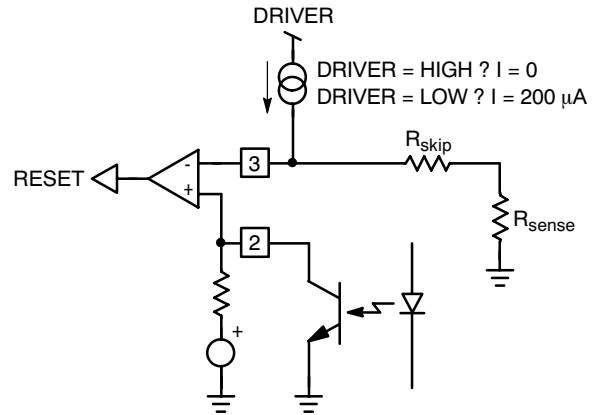 DRIVER
DRIVER = HIGH ? I = 0
DRIVER = LOW ? I = 200 μA
Rskip
3
-
RESET
+
Rsense
2
+